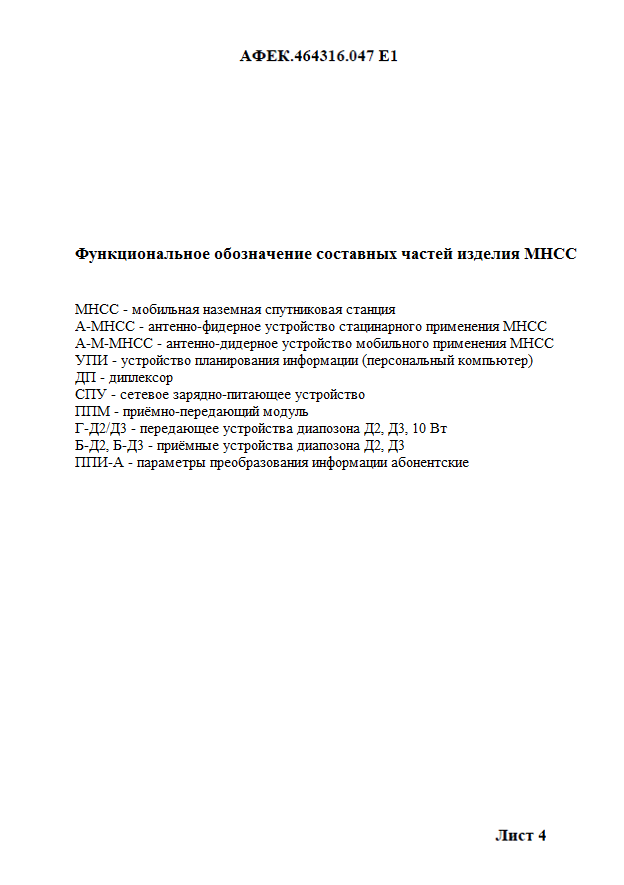 АФЕК.464316.047 Е1
Функциональное обозначение составных частей изделия МНСС
МНСС - мобильная наземная спутниковая станция
А-МНСС - антенно-фидерное устройство стацинарного применения МНСС
А-М-МНСС - антенно-дидерное устройство мобильного применения МНСС
УПИ - устройство планирования информации (персональный компьютер)
ДП - диплексор
СПУ - сетевое зарядно-питающее устройство
ППМ - приёмно-передающий модуль
Г-Д2/Д3 - передающее устройства диапозона Д2, Д3, 10 Вт
Б-Д2, Б-Д3 - приёмные устройства диапозона Д2, Д3
ППИ-А - параметры преобразования информации абонентские
Лист 4